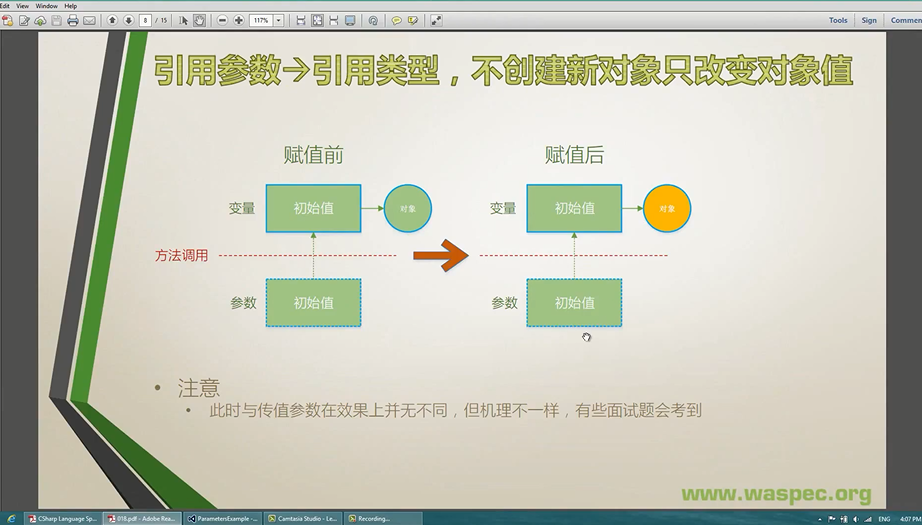 Edit View Window Help
8 / 15 117% Tools Sign Commen
引用参数→引用类型，不创建新对象只改变对象值
赋值前 赋值后
变量 初始值 对象 变量 初始值 对象
方法调用
参数 初始值 参数 初始值
• 注意
• 此时与传值参数在效果上并无不同，但机理不一样，有些面试题会考到
www.waspec.org
CSharp Language Sp... 018.pdf - Adobe Rea... ParametersExample - ... Camtasia Studio - Le... Recording... ENG 4:07 PM